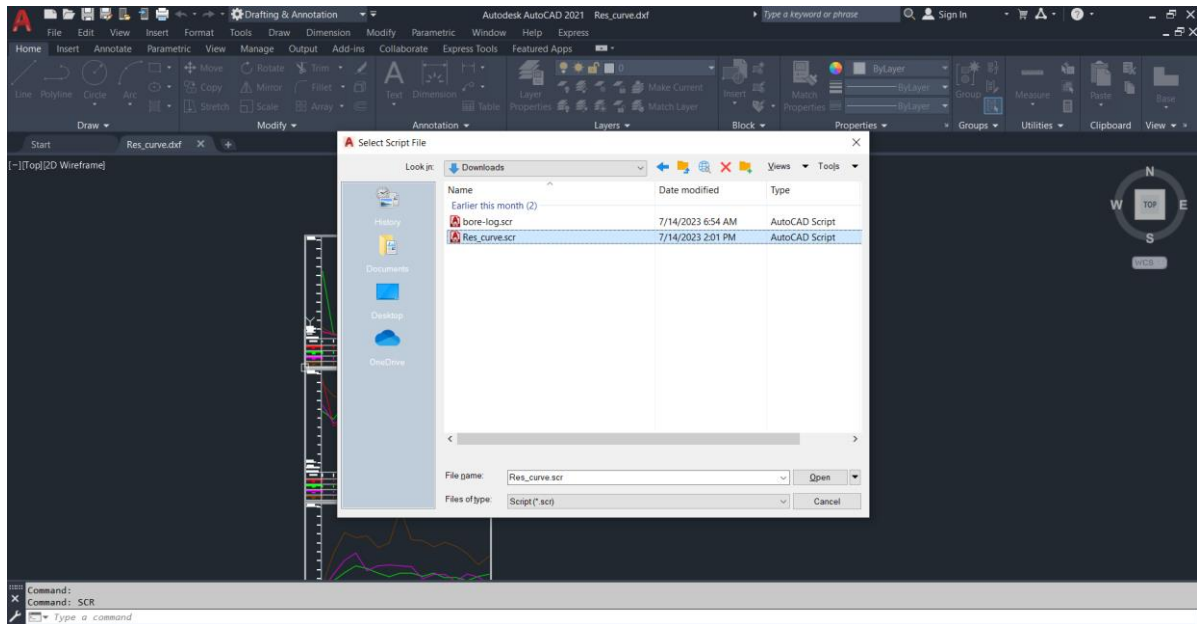 Drafting & Annotation
Autodesk AutoCAD 2021 Res_curve.dxf
Type a keyword or phrase
Sign In
File Edit View Insert Format Tools Draw Dimension Modify Parametric Window Help Express
Home Insert Annotate Parametric View Manage Output Add-ins Collaborate Express Tools Featured Apps
Move Rotate Trim
0
ByLayer
Copy Mirror Fillet
Make Current
ByLayer
Line Polyline Circle Arc
Text Dimension
Layer Properties
Insert
Match Properties
Group
Measure
Paste
Base
Stretch Scale Array
Table
Match Layer
ByLayer
Draw Modify Annotation Layers Block Properties Groups Utilities Clipboard View
Start Res_curve.dxf
[−][Top][2D Wireframe]
Select Script File
Look in: Downloads
Views Tools
Name Date modified Type
Earlier this month (2)
bore-log.scr 7/14/2023 6:54 AM AutoCAD Script
Res_curve.scr 7/14/2023 2:01 PM AutoCAD Script
History
Documents
Desktop
OneDrive
File name: Res_curve.scr Open
Files of type: Script (*.scr) Cancel
N
W TOP E
S
WCS
Y
Command:
Command: SCR
Type a command